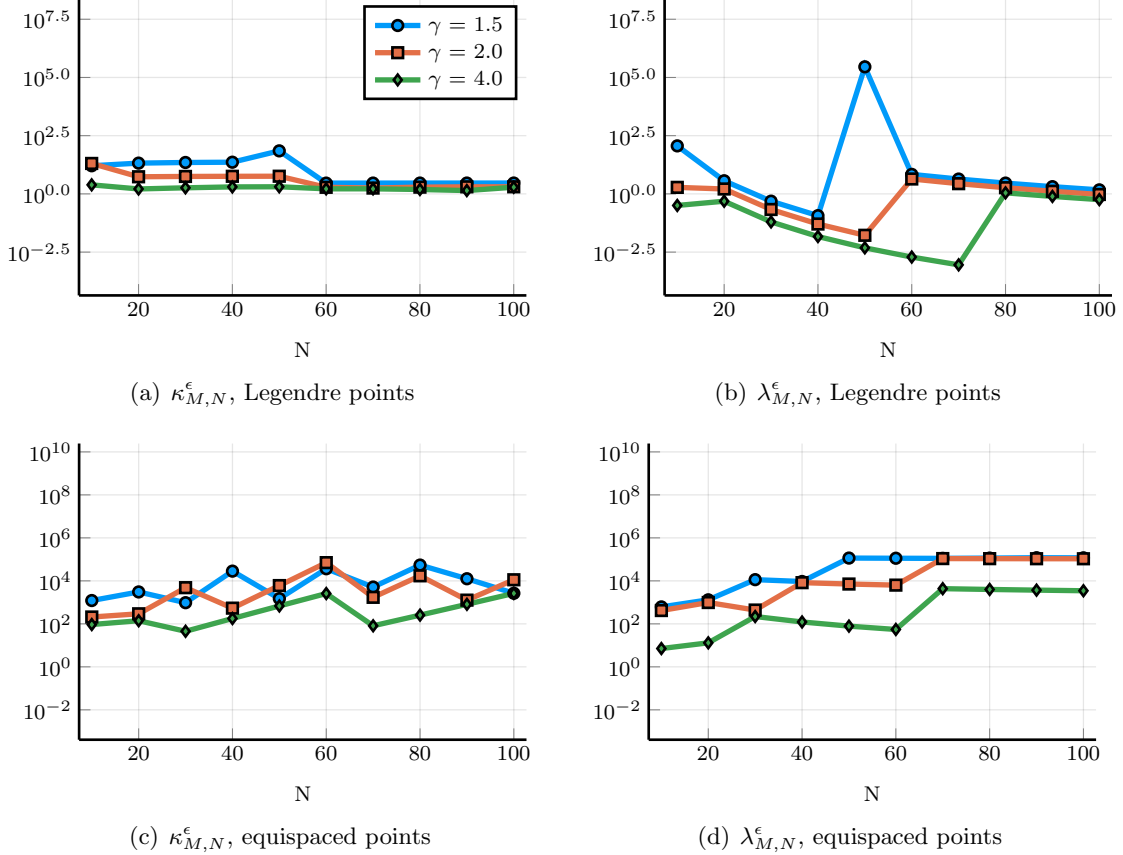 10^{7.5}
10^{5.0}
10^{2.5}
10^{0.0}
10^{-2.5}
20 40 60 80 100
N
γ = 1.5
γ = 2.0
γ = 4.0
(a) κ^ϵ_{M,N}, Legendre points
10^{7.5}
10^{5.0}
10^{2.5}
10^{0.0}
10^{-2.5}
20 40 60 80 100
N
(b) λ^ϵ_{M,N}, Legendre points
10^{10}
10^{8}
10^{6}
10^{4}
10^{2}
10^{0}
10^{-2}
20 40 60 80 100
N
(c) κ^ϵ_{M,N}, equispaced points
10^{10}
10^{8}
10^{6}
10^{4}
10^{2}
10^{0}
10^{-2}
20 40 60 80 100
N
(d) λ^ϵ_{M,N}, equispaced points